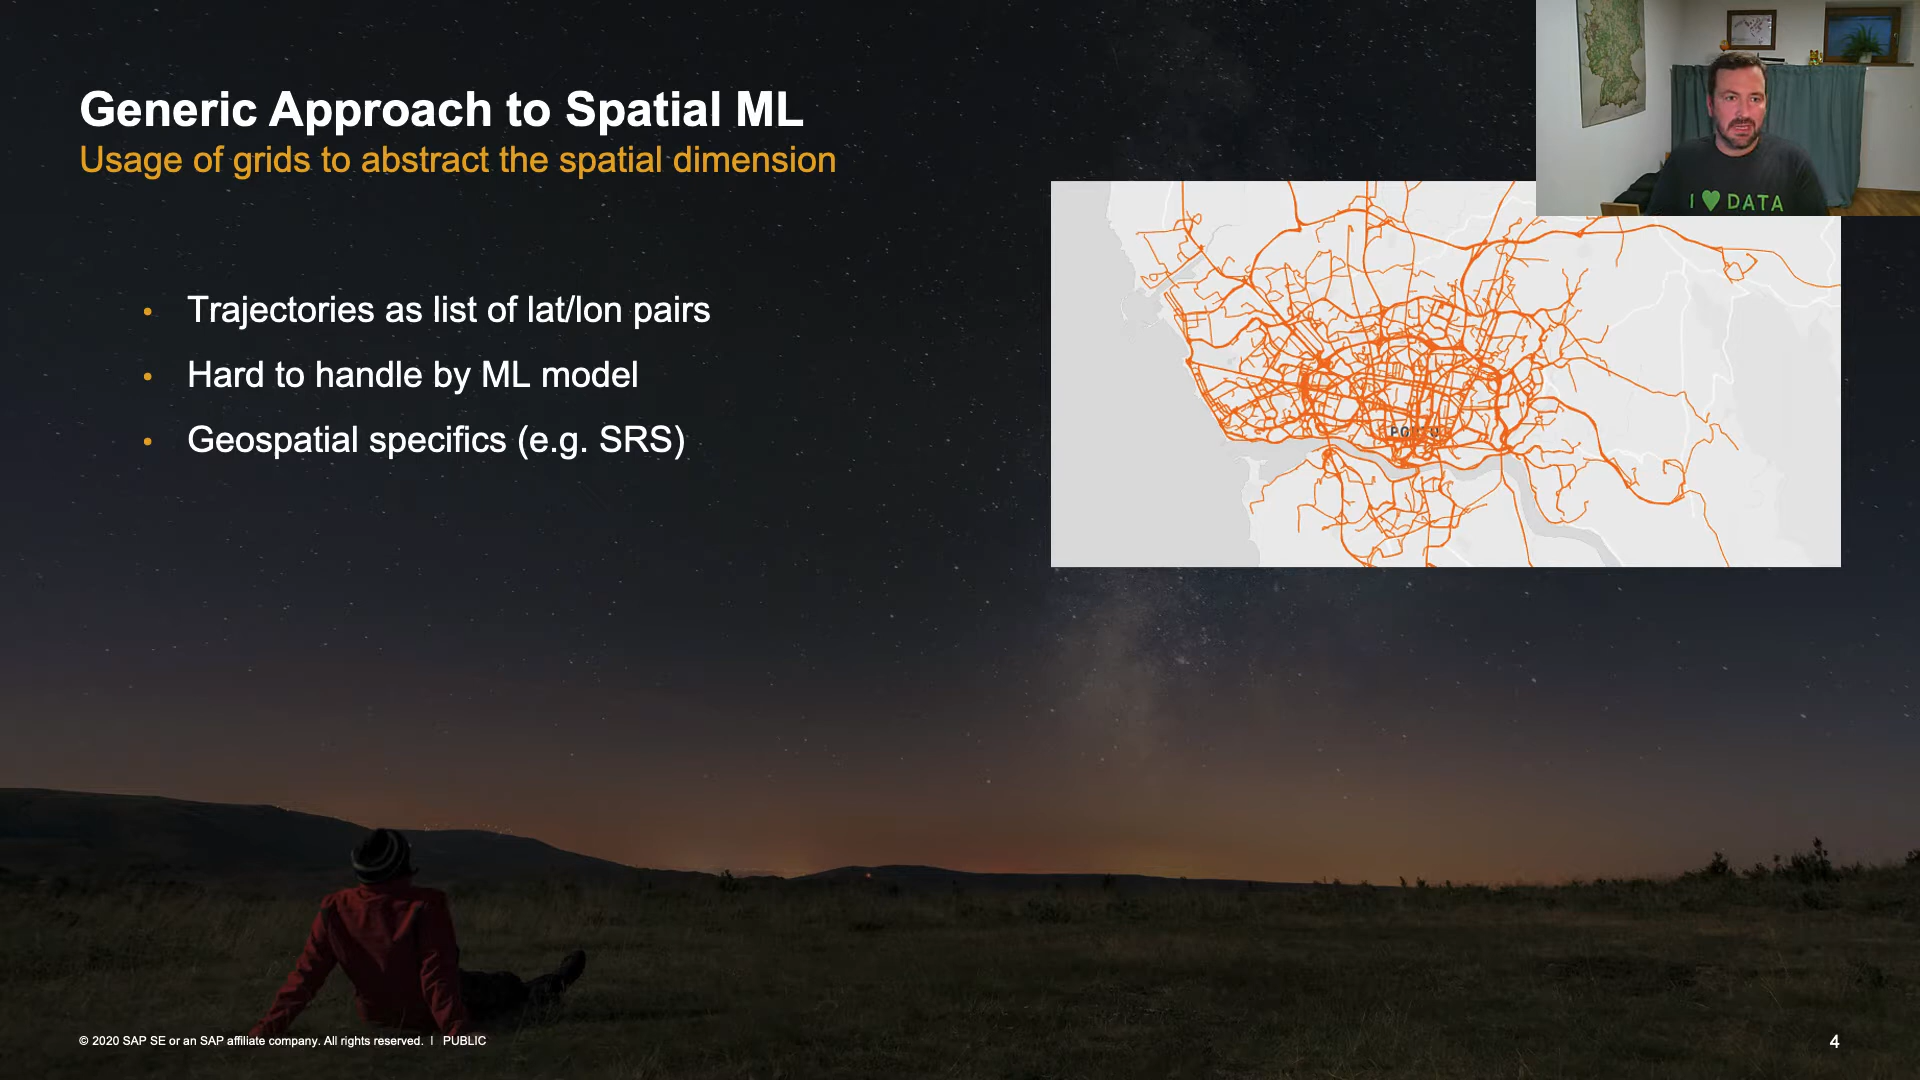 Generic Approach to Spatial ML
Usage of grids to abstract the spatial dimension
I ♥ DATA
• Trajectories as list of lat/lon pairs
• Hard to handle by ML model
• Geospatial specifics (e.g. SRS)
© 2020 SAP SE or an SAP affiliate company. All rights reserved. | PUBLIC
4